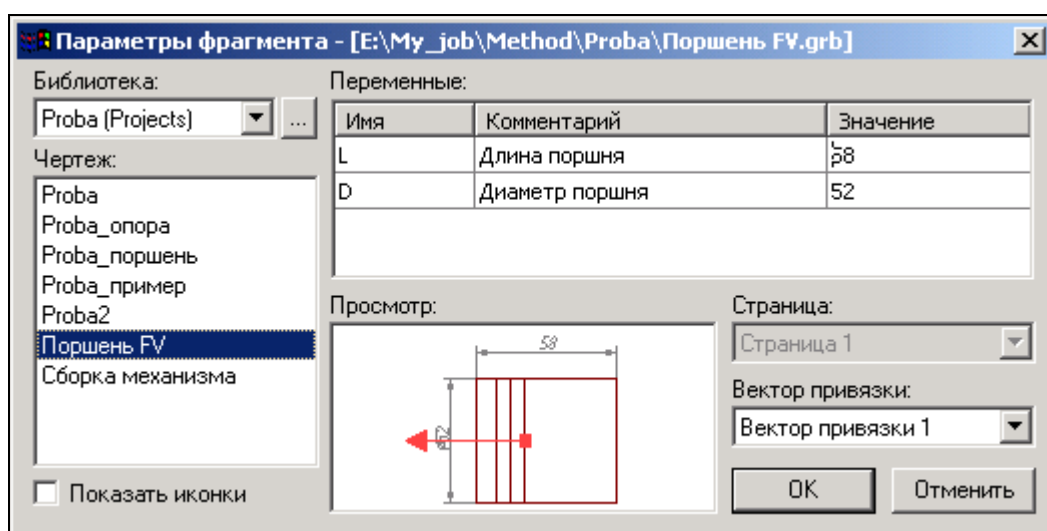 Параметры фрагмента - [E:\My_job\Method\Proba\Поршень FV.grb]
Библиотека:
Proba (Projects)
...
Чертеж:
Proba
Proba_опора
Proba_поршень
Proba_пример
Proba2
Поршень FV
Сборка механизма
Показать иконки
Переменные:
Имя Комментарий Значение
L Длина поршня 58
D Диаметр поршня 52
Просмотр:
58
Страница:
Страница 1
Вектор привязки:
Вектор привязки 1
OK Отменить